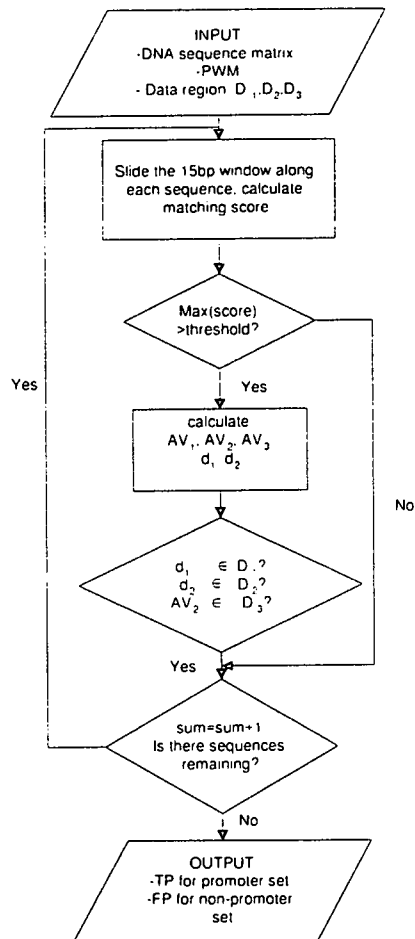 INPUT
-DNA sequence matrix
-PWM
- Data region D₁.D₂.D₃
Slide the 15bp window along
each sequence, calculate
matching score
Max(score)
>threshold?
Yes
Yes
calculate
AV₁, AV₂, AV₃
d₁ d₂
No
d₁ ∈ D.?
d₂ ∈ D₂?
AV₂ ∈ D₃?
Yes
sum=sum+1
Is there sequences
remaining?
No
OUTPUT
-TP for promoter set
-FP for non-promoter
set